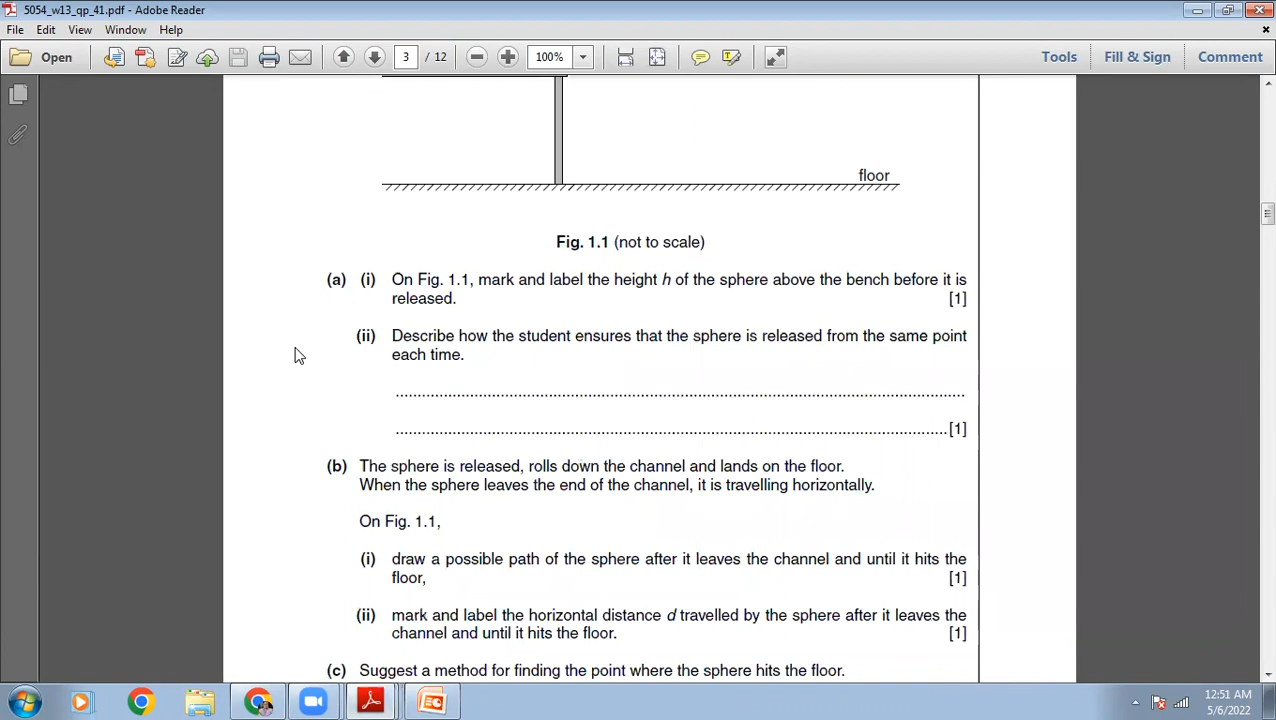 5054_w13_qp_41.pdf - Adobe Reader
File Edit View Window Help
Open 3 / 12 100% Tools Fill & Sign Comment
floor
Fig. 1.1 (not to scale)
(a) (i) On Fig. 1.1, mark and label the height h of the sphere above the bench before it is
released. [1]
(ii) Describe how the student ensures that the sphere is released from the same point
each time.
..........................................................................................................................
......................................................................................................................[1]
(b) The sphere is released, rolls down the channel and lands on the floor.
When the sphere leaves the end of the channel, it is travelling horizontally.
On Fig. 1.1,
(i) draw a possible path of the sphere after it leaves the channel and until it hits the
floor, [1]
(ii) mark and label the horizontal distance d travelled by the sphere after it leaves the
channel and until it hits the floor. [1]
(c) Suggest a method for finding the point where the sphere hits the floor.
12:51 AM
5/6/2022